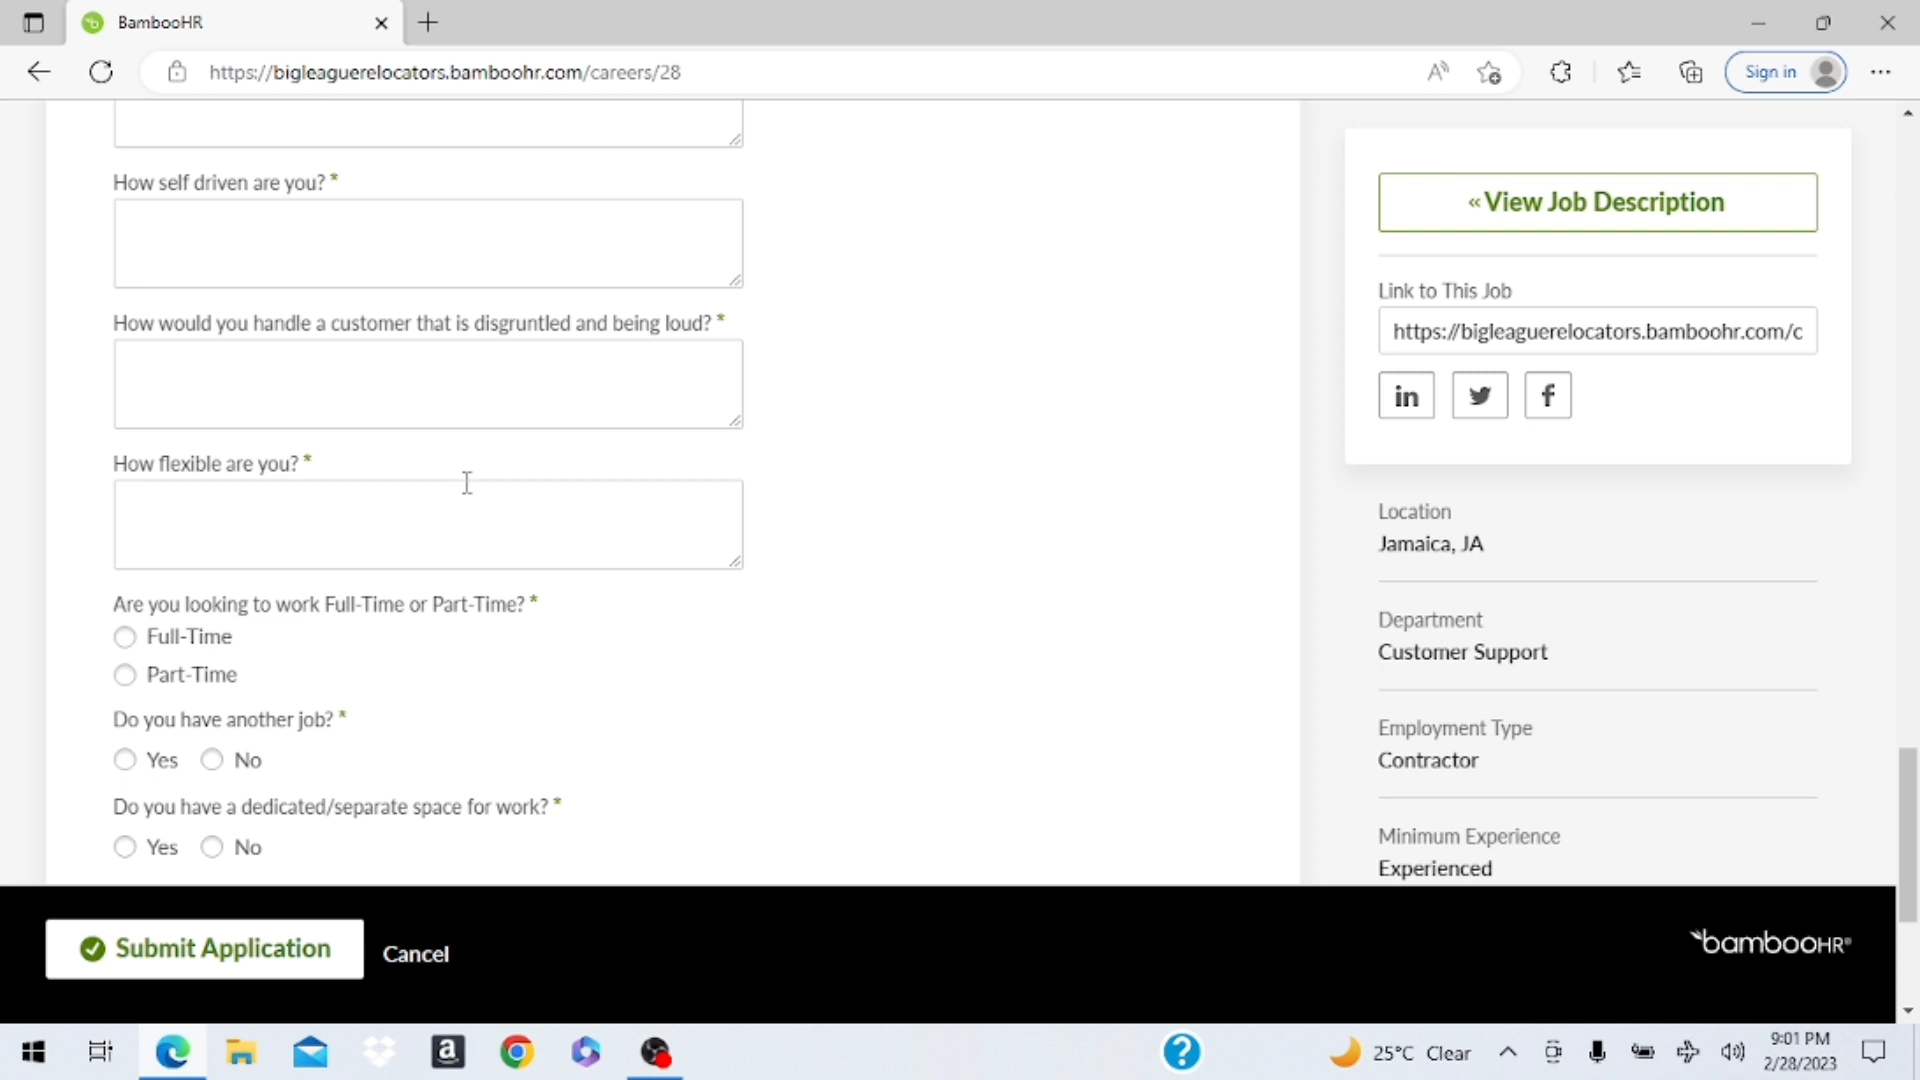 BambooHR
https://bigleaguerelocators.bamboohr.com/careers/28
Sign in
How self driven are you? *
How would you handle a customer that is disgruntled and being loud? *
How flexible are you? *
Are you looking to work Full-Time or Part-Time? *
Full-Time
Part-Time
Do you have another job? *
Yes No
Do you have a dedicated/separate space for work? *
Yes No
« View Job Description
Link to This Job
https://bigleaguerelocators.bamboohr.com/c
Location
Jamaica, JA
Department
Customer Support
Employment Type
Contractor
Minimum Experience
Experienced
Submit Application
Cancel
bambooHR®
25°C Clear
9:01 PM
2/28/2023